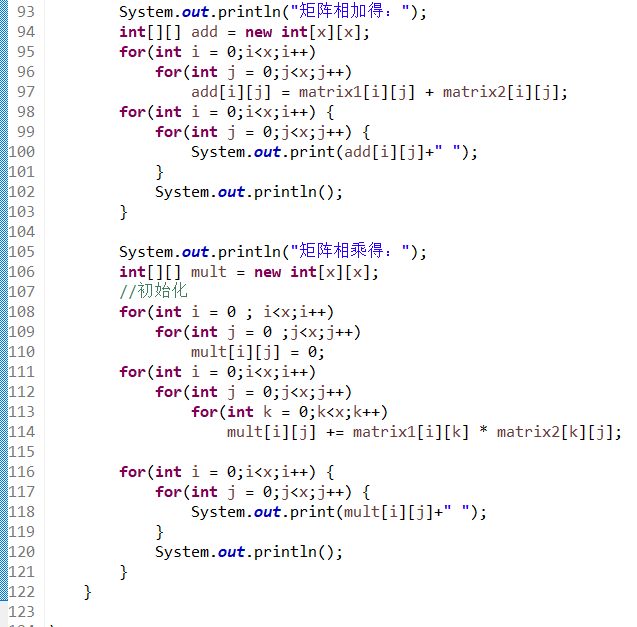 93 System.out.println("矩阵相加得：");
94 int[][] add = new int[x][x];
95 for(int i = 0;i<x;i++)
96 for(int j = 0;j<x;j++)
97 add[i][j] = matrix1[i][j] + matrix2[i][j];
98 for(int i = 0;i<x;i++) {
99 for(int j = 0;j<x;j++) {
100 System.out.print(add[i][j]+" ");
101 }
102 System.out.println();
103 }
104
105 System.out.println("矩阵相乘得：");
106 int[][] mult = new int[x][x];
107 //初始化
108 for(int i = 0 ; i<x;i++)
109 for(int j = 0 ;j<x;j++)
110 mult[i][j] = 0;
111 for(int i = 0;i<x;i++)
112 for(int j = 0;j<x;j++)
113 for(int k = 0;k<x;k++)
114 mult[i][j] += matrix1[i][k] * matrix2[k][j];
115
116 for(int i = 0;i<x;i++) {
117 for(int j = 0;j<x;j++) {
118 System.out.print(mult[i][j]+" ");
119 }
120 System.out.println();
121 }
122 }
123